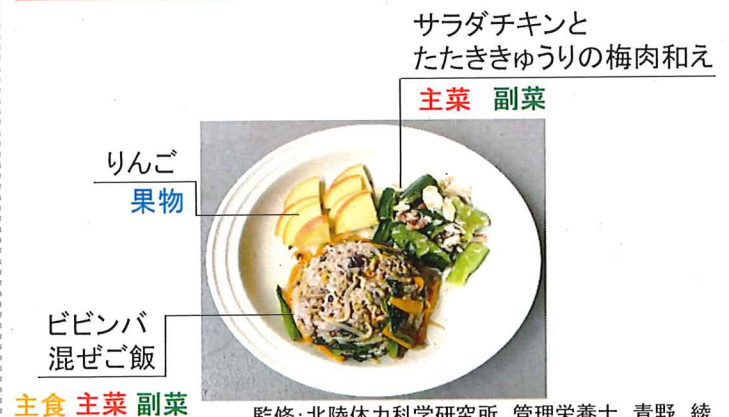 サラダチキンと
たたききゅうりの梅肉和え
主菜 副菜
りんご
果物
ビビンバ
混ぜご飯
主食 主菜 副菜
監修:北陸体力科学研究所 管理栄養士 青野 綾